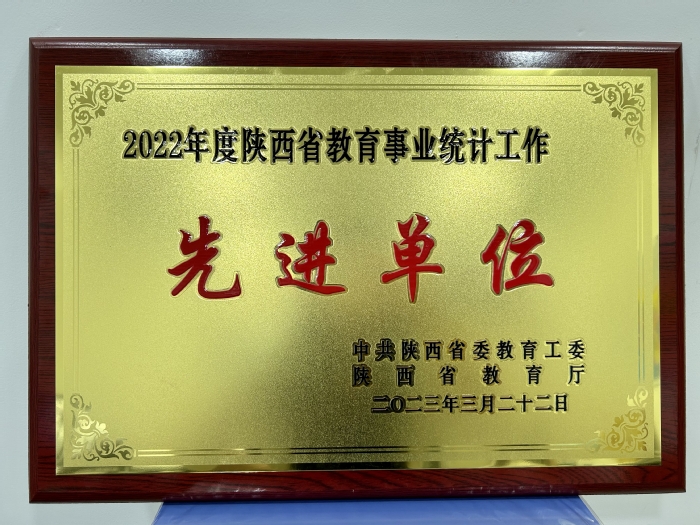 2022年度陕西省教育事业统计工作
先进单位
中共陕西省委教育工委
陕西省教育厅
二〇二三年三月二十二日